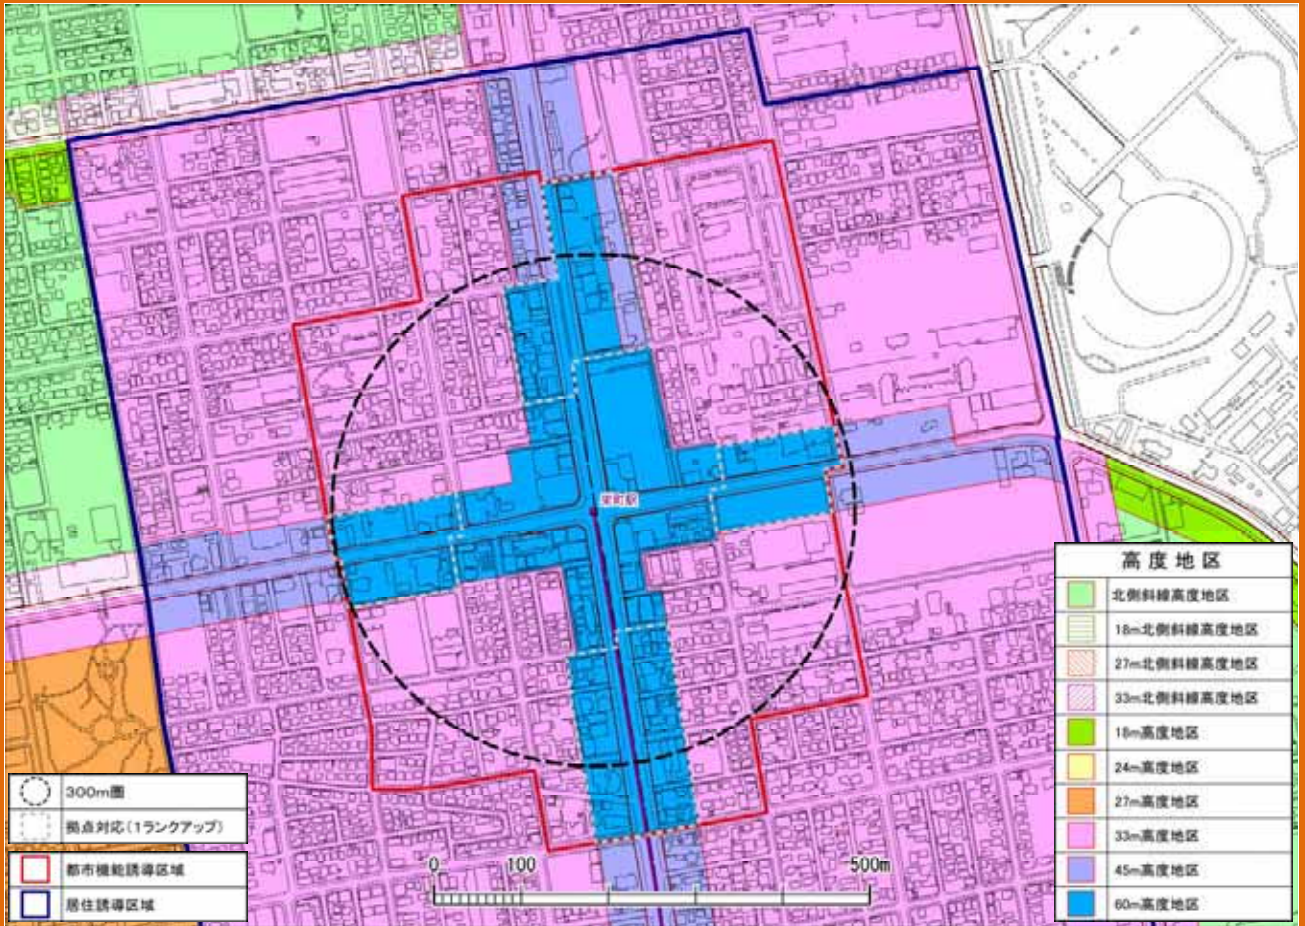 栄町駅
高度地区
北側斜線高度地区
18m北側斜線高度地区
27m北側斜線高度地区
33m北側斜線高度地区
18m高度地区
24m高度地区
27m高度地区
33m高度地区
45m高度地区
60m高度地区
300m圏
拠点対応(1ランクアップ)
都市機能誘導区域
居住誘導区域
0 100 500m